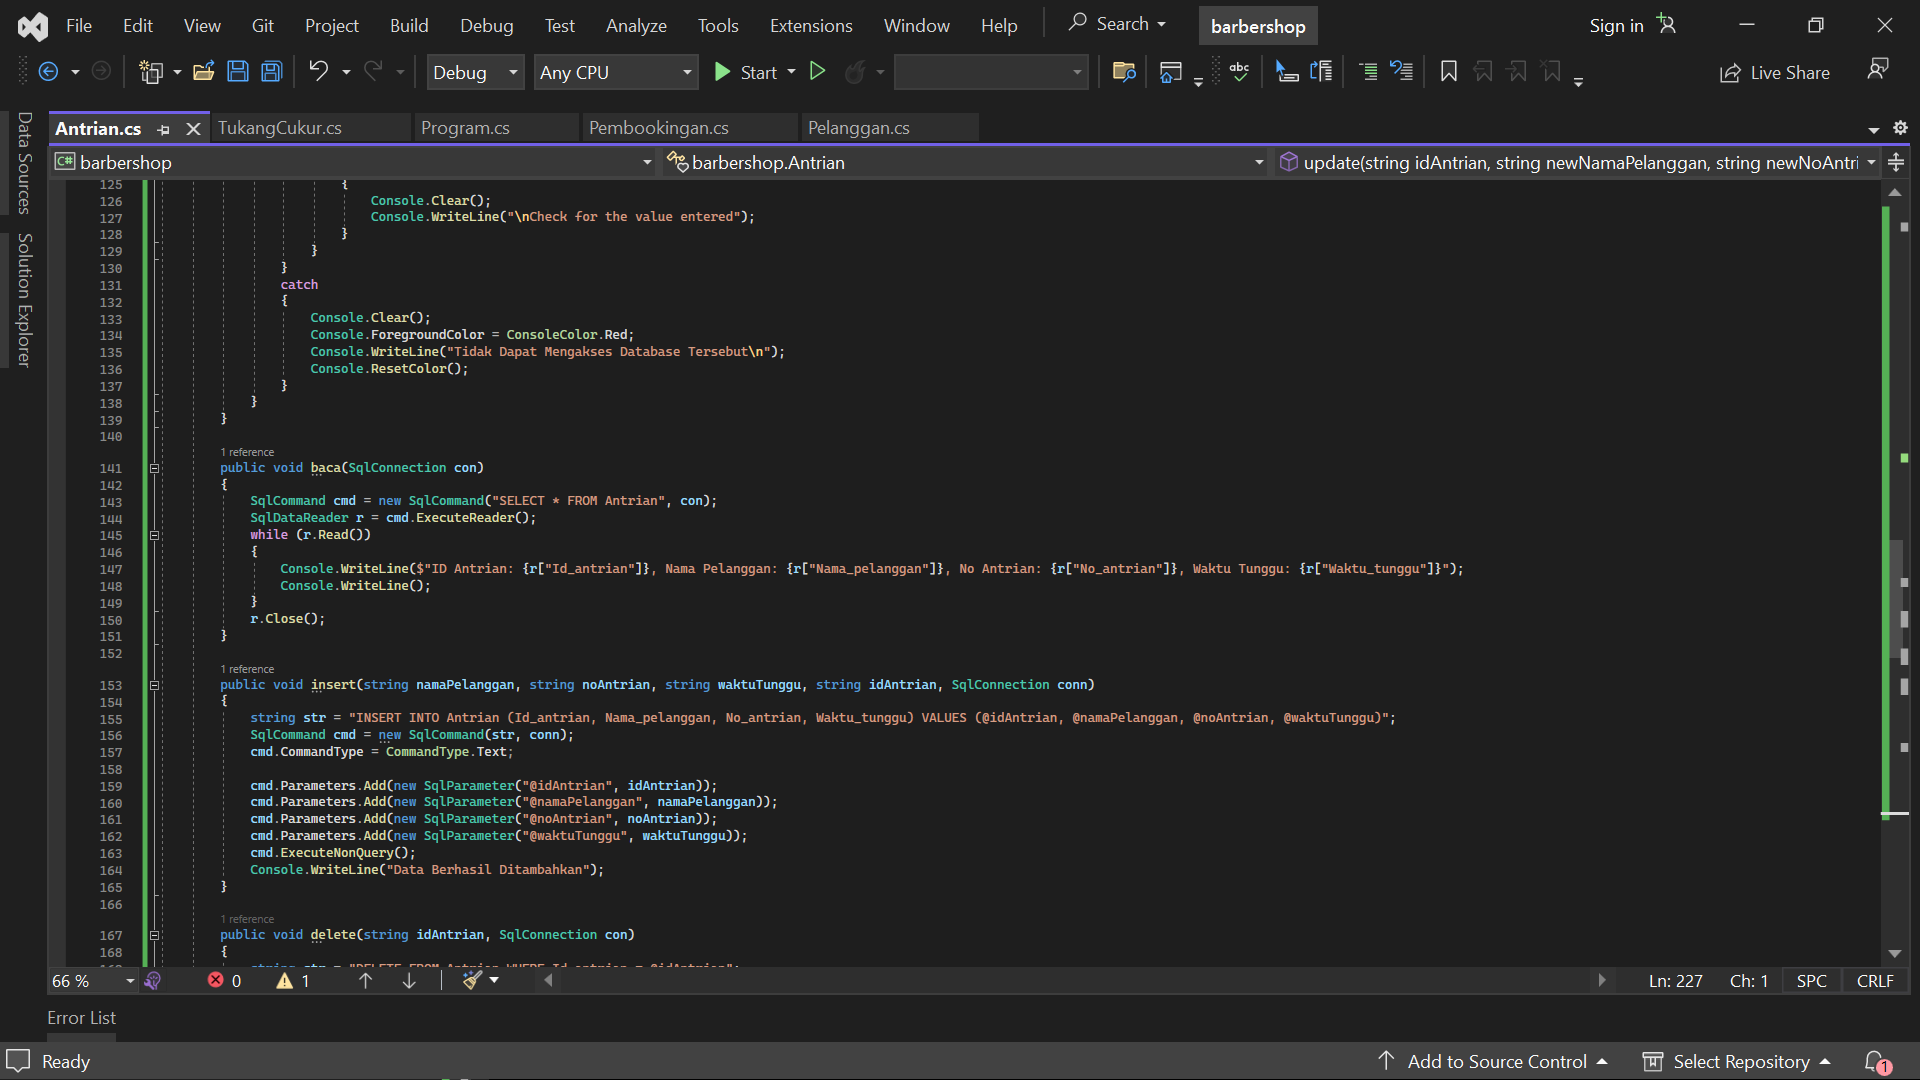 File Edit View Git Project Build Debug Test Analyze Tools Extensions Window Help Search barbershop Sign in
Debug Any CPU Start abc Live Share
Data Sources
Solution Explorer
Antrian.cs TukangCukur.cs Program.cs Pembookingan.cs Pelanggan.cs
C# barbershop barbershop.Antrian update(string idAntrian, string newNamaPelanggan, string newNoAntri
125 {
126 Console.Clear();
127 Console.WriteLine("\nCheck for the value entered");
128 }
129 }
130 }
131 catch
132 {
133 Console.Clear();
134 Console.ForegroundColor = ConsoleColor.Red;
135 Console.WriteLine("Tidak Dapat Mengakses Database Tersebut\n");
136 Console.ResetColor();
137 }
138 }
139 }
140
1 reference
141 public void baca(SqlConnection con)
142 {
143 SqlCommand cmd = new SqlCommand("SELECT * FROM Antrian", con);
144 SqlDataReader r = cmd.ExecuteReader();
145 while (r.Read())
146 {
147 Console.WriteLine($"ID Antrian: {r["Id_antrian"]}, Nama Pelanggan: {r["Nama_pelanggan"]}, No Antrian: {r["No_antrian"]}, Waktu Tunggu: {r["Waktu_tunggu"]}");
148 Console.WriteLine();
149 }
150 r.Close();
151 }
152
1 reference
153 public void insert(string namaPelanggan, string noAntrian, string waktuTunggu, string idAntrian, SqlConnection conn)
154 {
155 string str = "INSERT INTO Antrian (Id_antrian, Nama_pelanggan, No_antrian, Waktu_tunggu) VALUES (@idAntrian, @namaPelanggan, @noAntrian, @waktuTunggu)";
156 SqlCommand cmd = new SqlCommand(str, conn);
157 cmd.CommandType = CommandType.Text;
158
159 cmd.Parameters.Add(new SqlParameter("@idAntrian", idAntrian));
160 cmd.Parameters.Add(new SqlParameter("@namaPelanggan", namaPelanggan));
161 cmd.Parameters.Add(new SqlParameter("@noAntrian", noAntrian));
162 cmd.Parameters.Add(new SqlParameter("@waktuTunggu", waktuTunggu));
163 cmd.ExecuteNonQuery();
164 Console.WriteLine("Data Berhasil Ditambahkan");
165 }
166
1 reference
167 public void delete(string idAntrian, SqlConnection con)
168 {
66 % 0 1 Ln: 227 Ch: 1 SPC CRLF
Error List
Ready Add to Source Control Select Repository 1